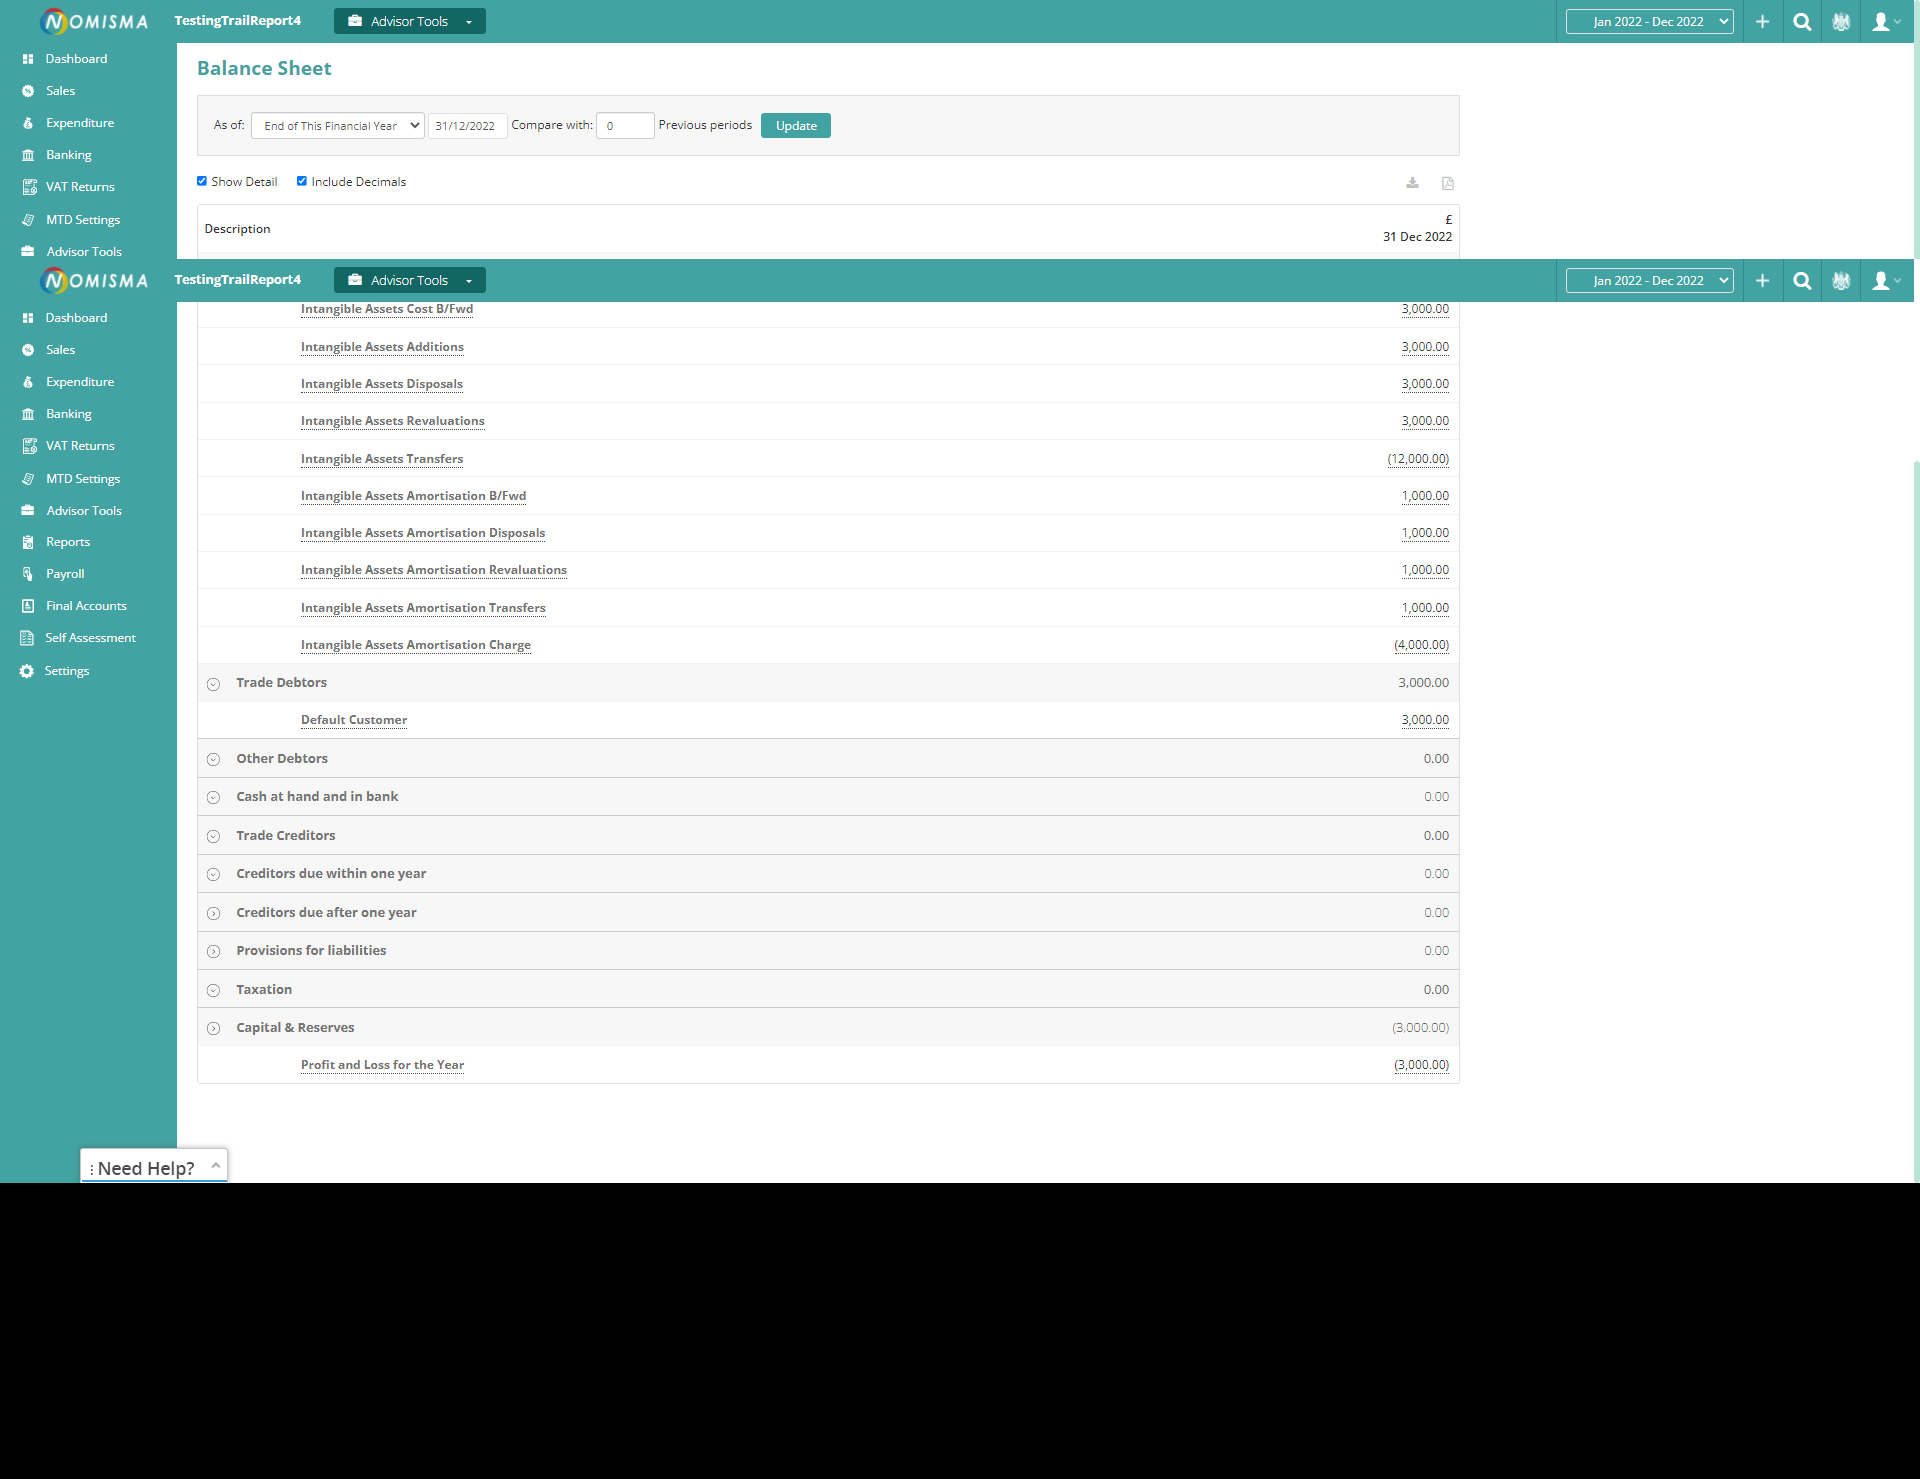 NOMISMA TestingTrailReport4 Advisor Tools Jan 2022 - Dec 2022
Dashboard
Sales
Expenditure
Banking
VAT Returns
MTD Settings
Advisor Tools
Balance Sheet
As of: End of This Financial Year 31/12/2022 Compare with: 0 Previous periods Update
Show Detail Include Decimals
£
Description 31 Dec 2022
NOMISMA TestingTrailReport4 Advisor Tools Jan 2022 - Dec 2022
Dashboard
Sales
Expenditure
Banking
VAT Returns
MTD Settings
Advisor Tools
Reports
Payroll
Final Accounts
Self Assessment
Settings
Intangible Assets Cost B/Fwd 3,000.00
Intangible Assets Additions 3,000.00
Intangible Assets Disposals 3,000.00
Intangible Assets Revaluations 3,000.00
Intangible Assets Transfers (12,000.00)
Intangible Assets Amortisation B/Fwd 1,000.00
Intangible Assets Amortisation Disposals 1,000.00
Intangible Assets Amortisation Revaluations 1,000.00
Intangible Assets Amortisation Transfers 1,000.00
Intangible Assets Amortisation Charge (4,000.00)
Trade Debtors 3,000.00
Default Customer 3,000.00
Other Debtors 0.00
Cash at hand and in bank 0.00
Trade Creditors 0.00
Creditors due within one year 0.00
Creditors due after one year 0.00
Provisions for liabilities 0.00
Taxation 0.00
Capital & Reserves (3,000.00)
Profit and Loss for the Year (3,000.00)
Need Help?